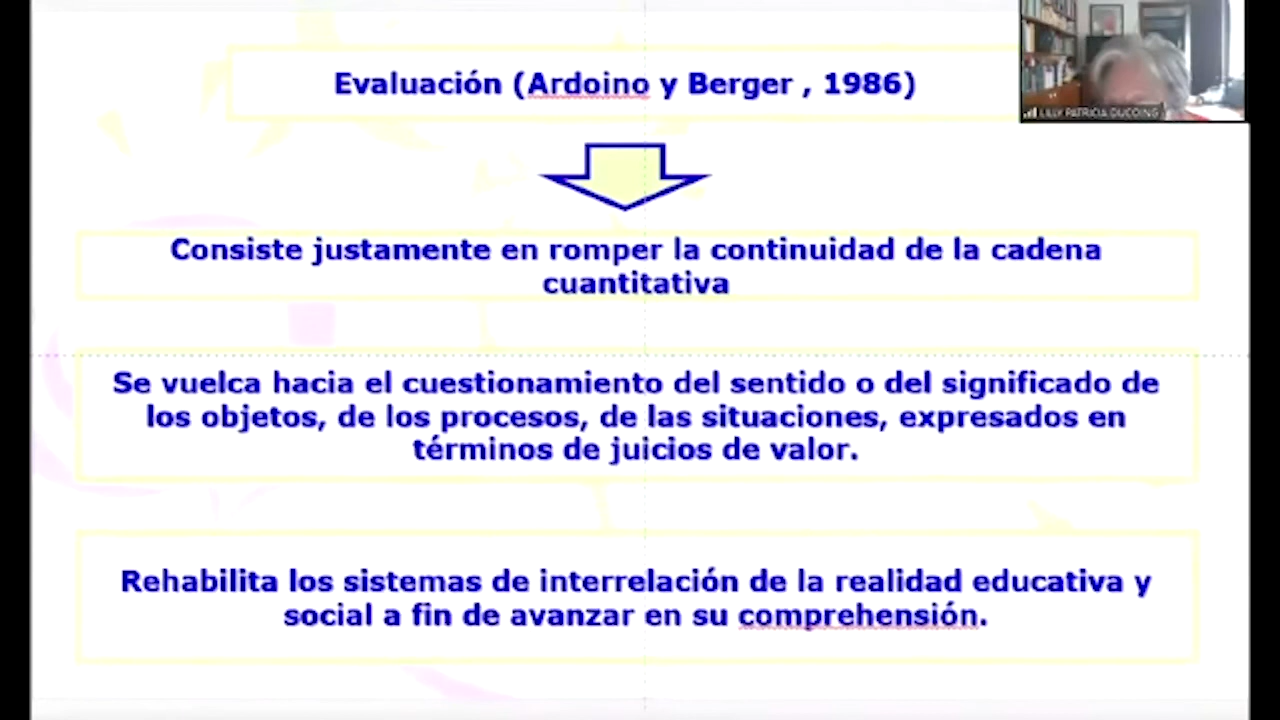 Evaluación (Ardoino y Berger , 1986)
LILLY PATRICIA DUCOING
Consiste justamente en romper la continuidad de la cadena
cuantitativa
Se vuelca hacia el cuestionamiento del sentido o del significado de
los objetos, de los procesos, de las situaciones, expresados en
términos de juicios de valor.
Rehabilita los sistemas de interrelación de la realidad educativa y
social a fin de avanzar en su comprehensión.